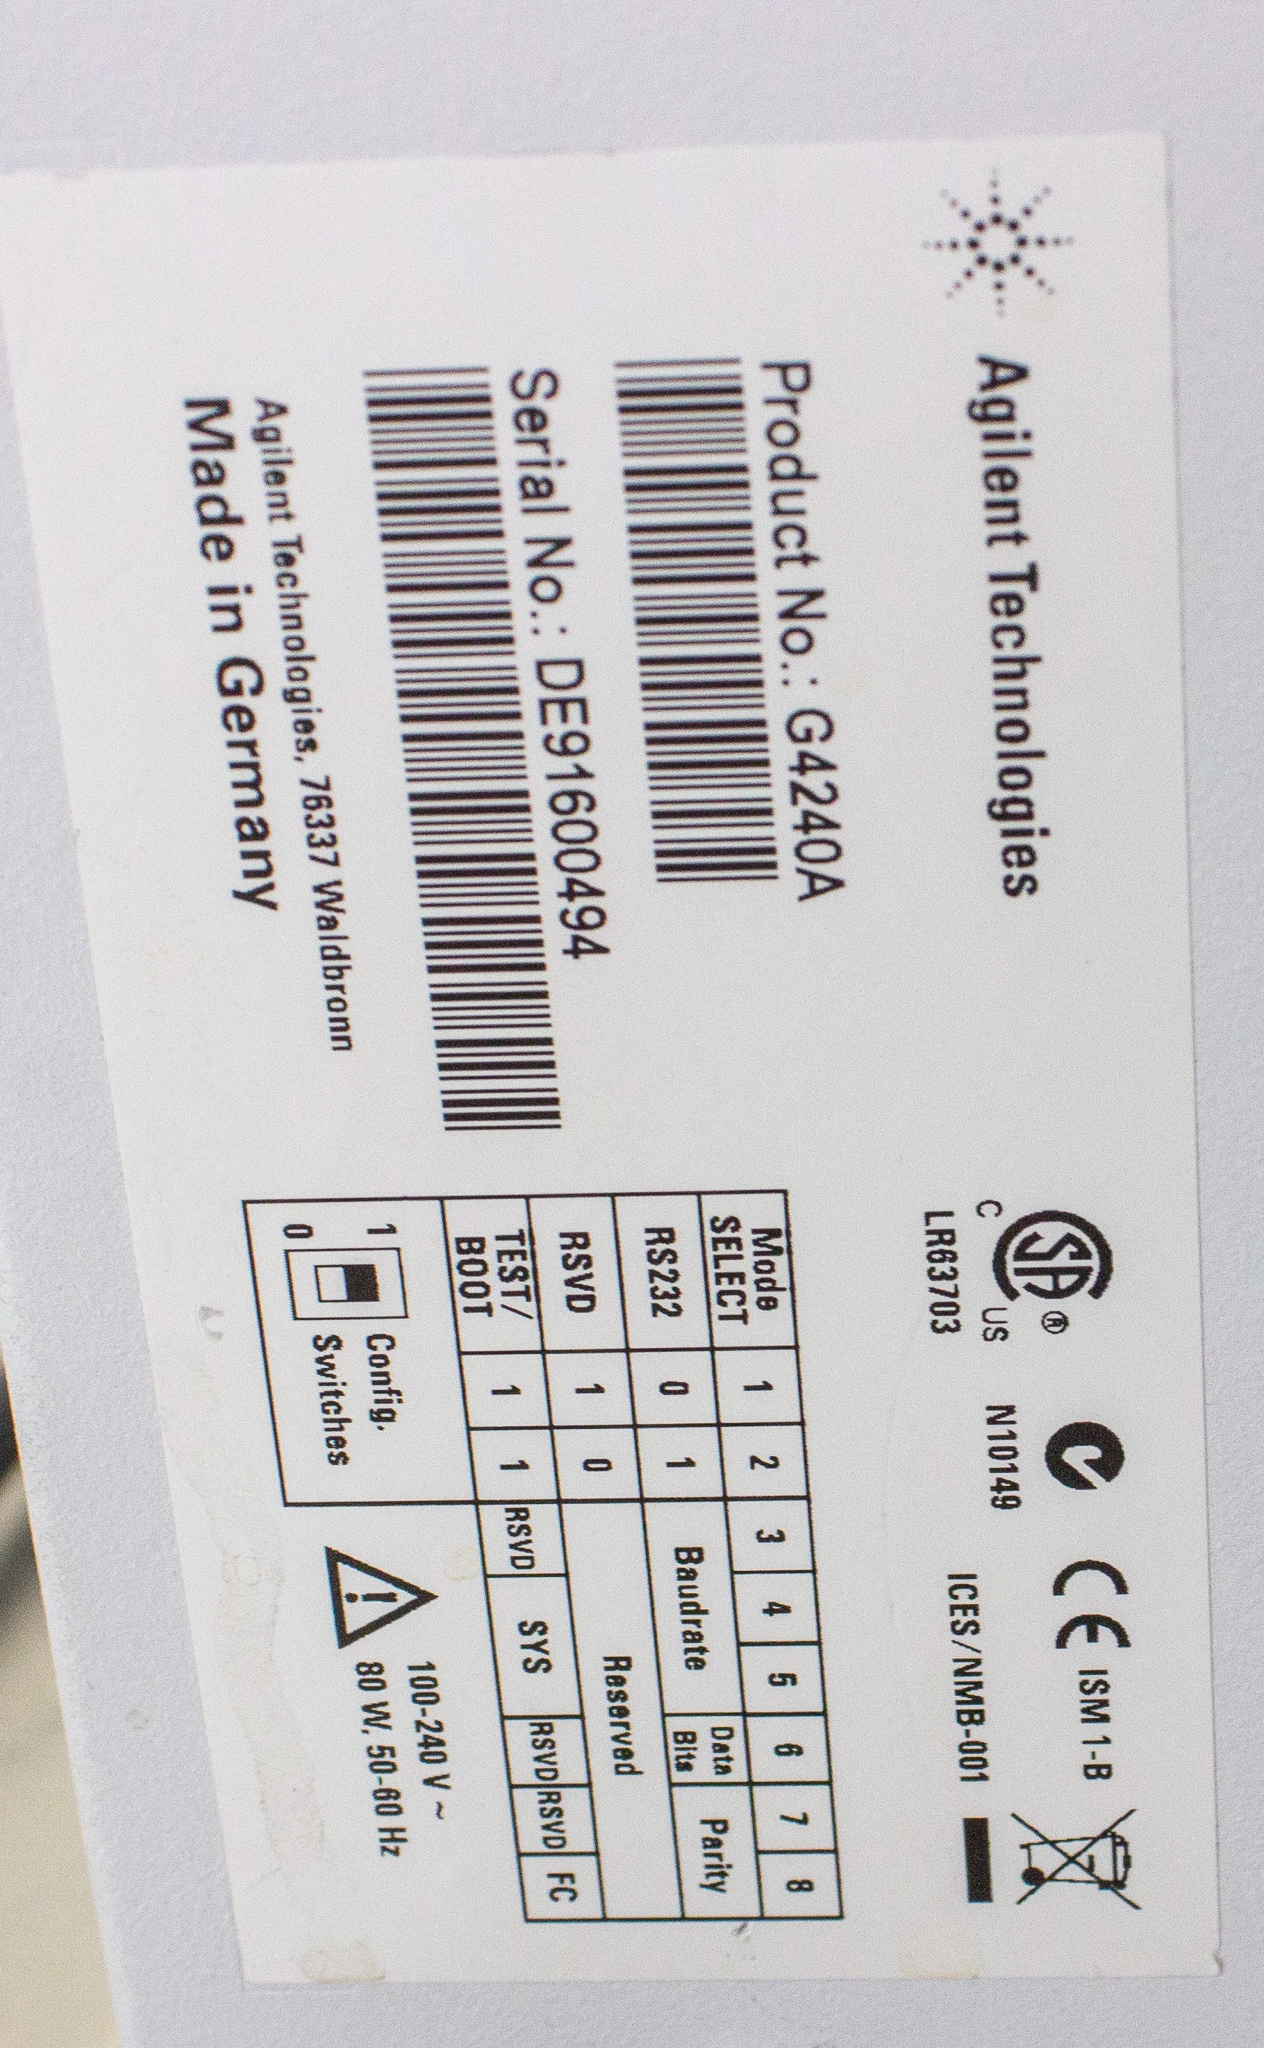 Agilent Technologies
Product No.: G4240A
Serial No.: DE91600494
Agilent Technologies, 76337 Waldbronn
Made in Germany
C SA ® US
LR63703
N10149
CE ISM 1-B
ICES/NMB-001
Mode SELECT 1 2 3 4 5 6 7 8
RS232 0 1 Baudrate Data Bits Parity
RSVD 1 0 Reserved
TEST/BOOT 1 1 RSVD SYS RSVD RSVD FC
1 Config.
0 Switches
100-240 V ~
80 W, 50-60 Hz